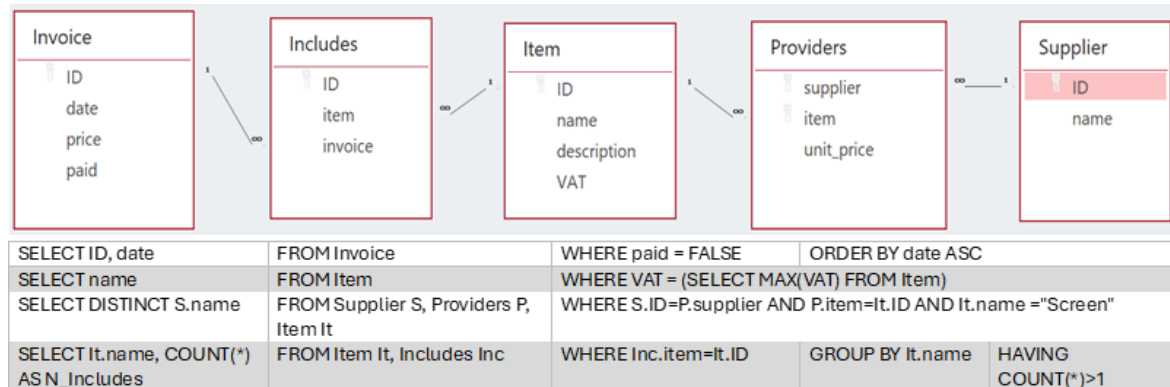 Invoice
ID
date
price
paid
1
∞
Includes
ID
item
invoice
∞
1
Item
ID
name
description
VAT
1
∞
Providers
supplier
item
unit_price
∞
1
Supplier
ID
name
SELECT ID, date FROM Invoice WHERE paid = FALSE ORDER BY date ASC
SELECT name FROM Item WHERE VAT = (SELECT MAX(VAT) FROM Item)
SELECT DISTINCT S.name FROM Supplier S, Providers P, WHERE S.ID=P.supplier AND P.item=It.ID AND It.name ="Screen"
Item It
SELECT It.name, COUNT(*) FROM Item It, Includes Inc WHERE Inc.item=It.ID GROUP BY It.name HAVING
AS N_Includes COUNT(*)>1